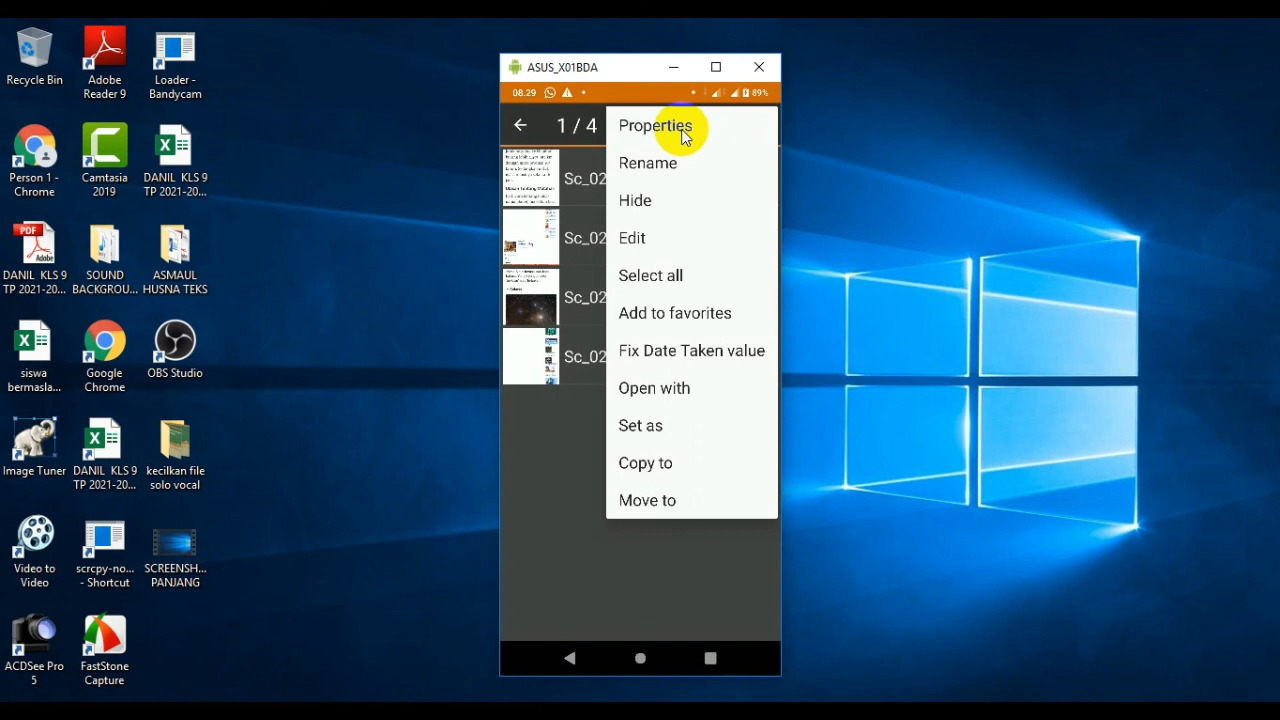 Recycle Bin
Adobe
Reader 9
Loader -
Bandycam
Person 1 -
Chrome
Camtasia
2019
DANIL KLS 9
TP 2021-20...
PDF
DANIL KLS 9
TP 2021-20...
SOUND
BACKGROU...
ASMAUL
HUSNA TEKS
siswa
bermasla...
Google
Chrome
OBS Studio
Image Tuner
DANIL KLS 9
TP 2021-20...
kecilkan file
solo vocal
Video to
Video
scrcpy-no...
- Shortcut
SCREENSH...
PANJANG
ACDSee Pro
5
FastStone
Capture
ASUS_X01BDA
08.29
89%
1 / 4
Sc_02
Sc_02
Sc_02
Sc_02
Properties
Rename
Hide
Edit
Select all
Add to favorites
Fix Date Taken value
Open with
Set as
Copy to
Move to